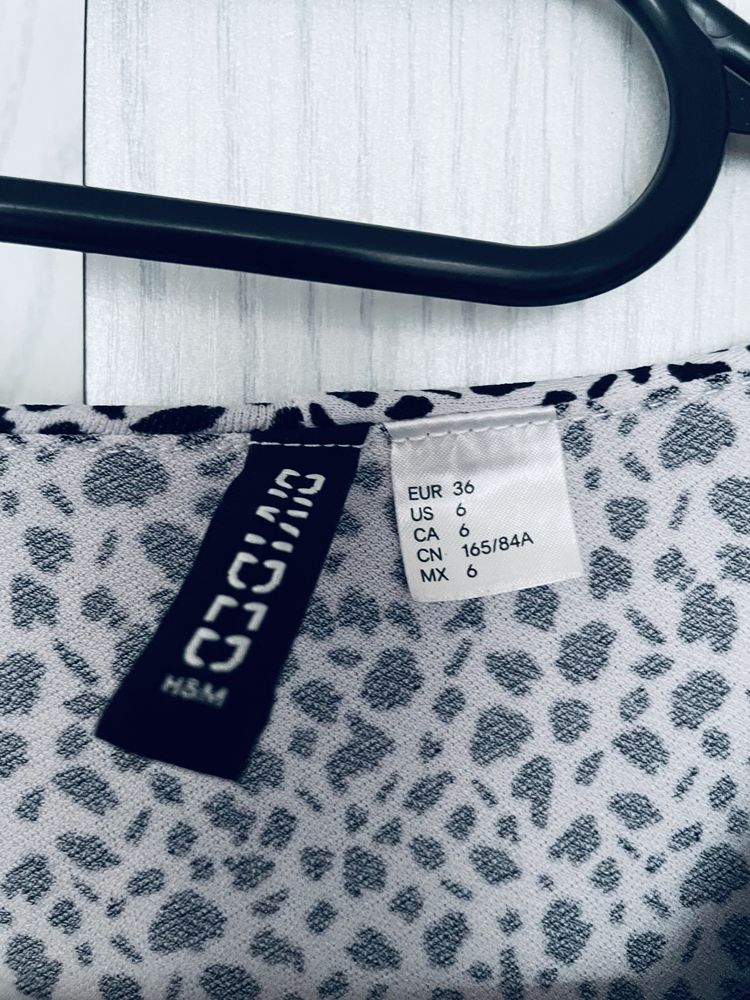 DIVIDED
H&M
EUR 36
US 6
CA 6
CN 165/84A
MX 6